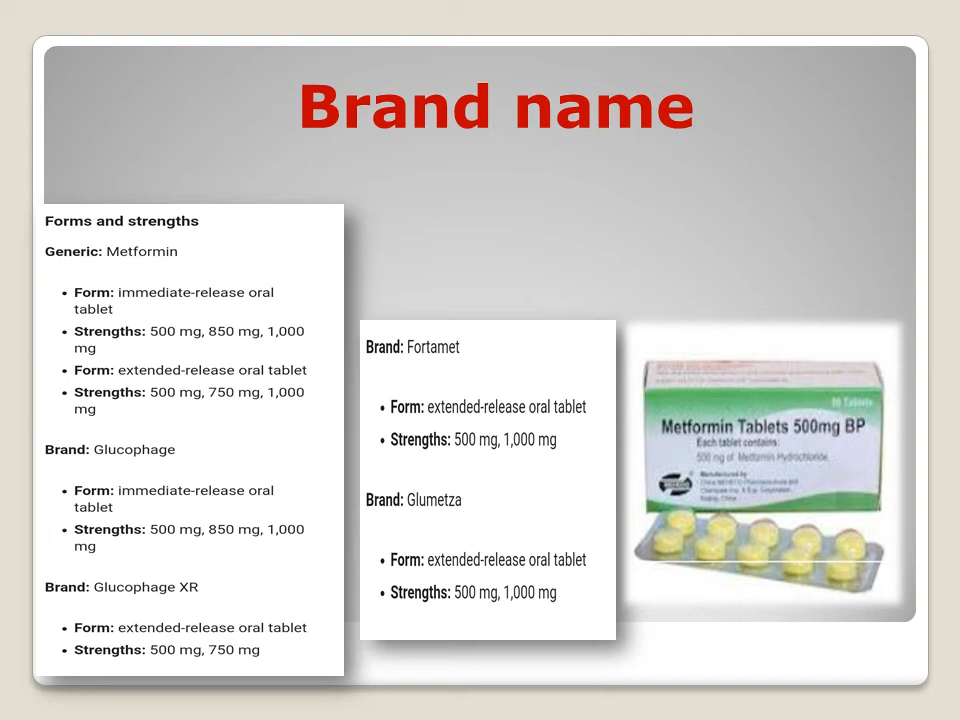 Brand name
Forms and strengths
Generic: Metformin
• Form: immediate-release oral
tablet
• Strengths: 500 mg, 850 mg, 1,000
mg
• Form: extended-release oral tablet
• Strengths: 500 mg, 750 mg, 1,000
mg
Brand: Glucophage
• Form: immediate-release oral
tablet
• Strengths: 500 mg, 850 mg, 1,000
mg
Brand: Glucophage XR
• Form: extended-release oral tablet
• Strengths: 500 mg, 750 mg
Brand: Fortamet
• Form: extended-release oral tablet
• Strengths: 500 mg, 1,000 mg
Brand: Glumetza
• Form: extended-release oral tablet
• Strengths: 500 mg, 1,000 mg
Tablets
Metformin Tablets 500mg BP
Each tablet contains:
500 mg of Metformin Hydrochloride.
Manufactured by
Beijing, China